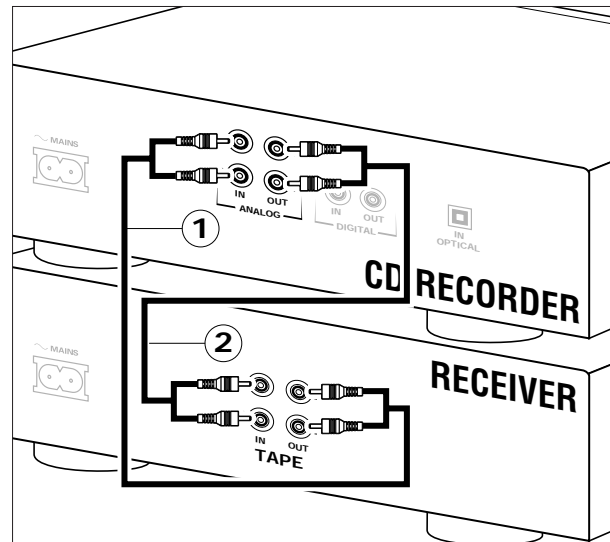 ~ MAINS
IN OUT
ANALOG
IN OUT
DIGITAL
IN
OPTICAL
1
CD RECORDER
~ MAINS
2
RECEIVER
IN OUT
TAPE